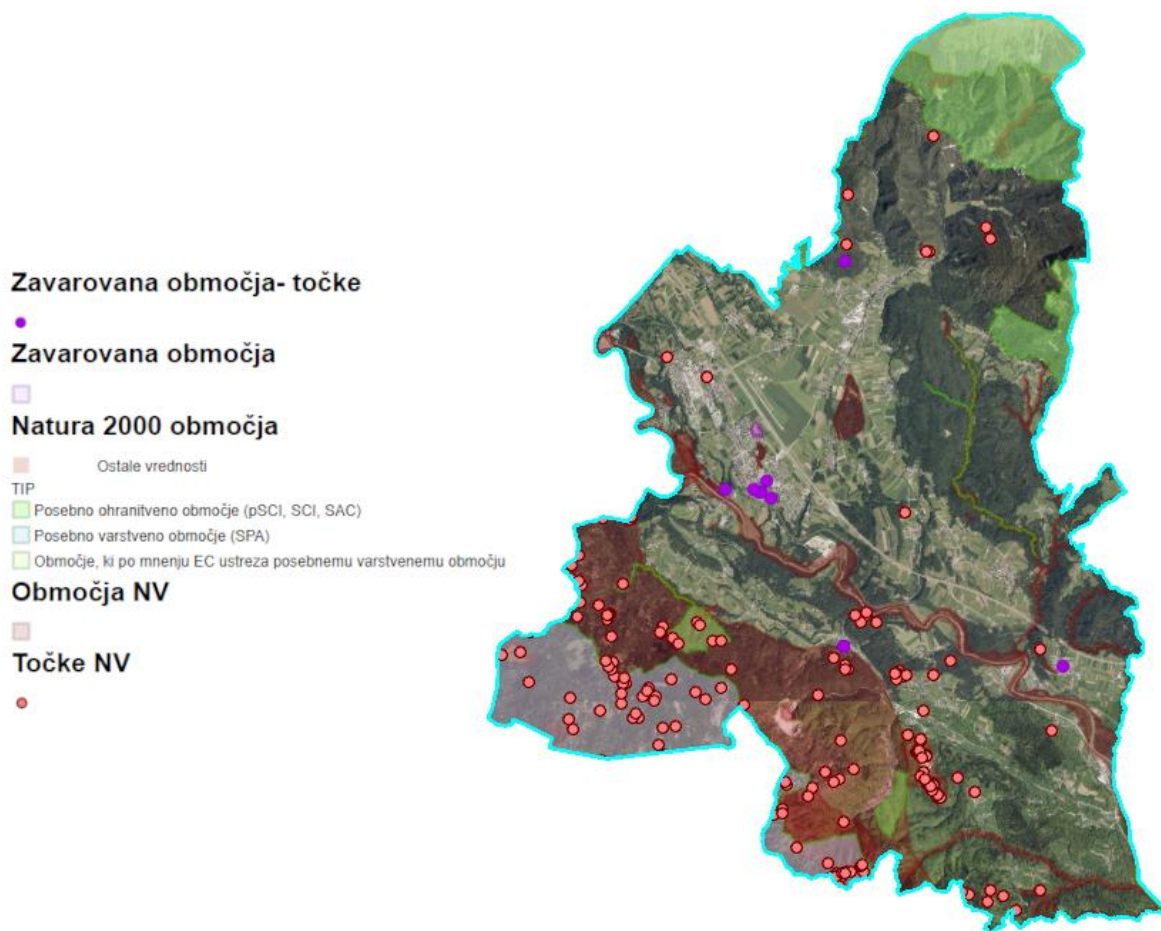 Zavarovana območja- točke
Zavarovana območja
Natura 2000 območja
Ostale vrednosti
TIP
Posebno ohranitveno območje (pSCI, SCI, SAC)
Posebno varstveno območje (SPA)
Območje, ki po mnenju EC ustreza posebnemu varstvenemu območju
Območja NV
Točke NV